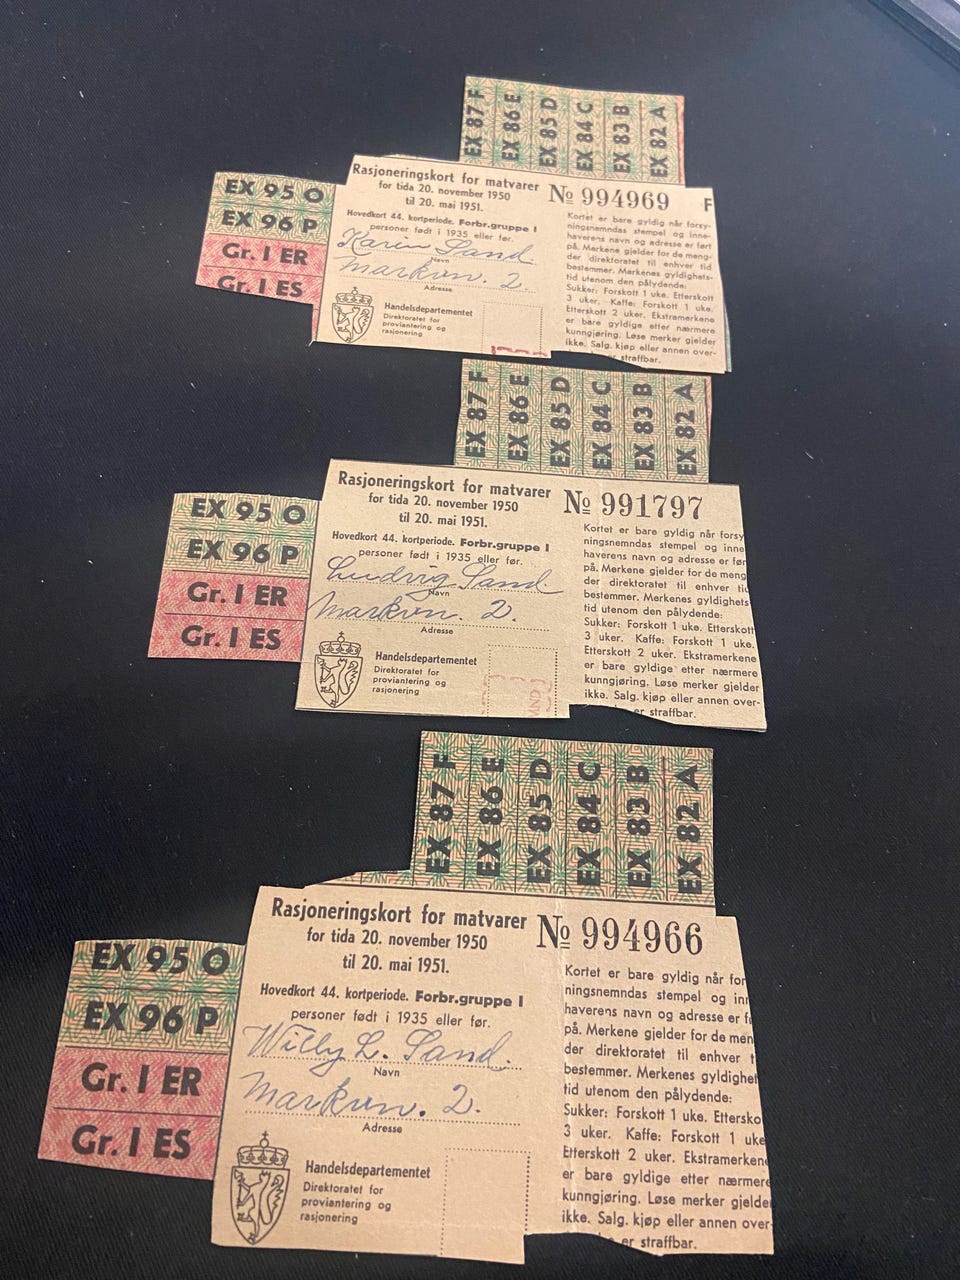 EX 87 F
EX 86 E
EX 85 D
EX 84 C
EX 83 B
EX 82 A
EX 95 O
EX 96 P
Gr. I ER
Gr. I ES
Rasjoneringskort for matvarer
for tida 20. november 1950
til 20. mai 1951.
Hovedkort 44. kortperiode. Forbr.gruppe I
personer født i 1935 eller før.
Karen Sand
Navn
Markvn. 2.
Adresse
Handelsdepartementet
Direktoratet for
proviantering og
rasjonering
№ 994969 F
Kortet er bare gyldig når forsy-
ningsnemndas stempel og inne-
haverens navn og adresse er ført
på. Merkene gjelder for de meng-
der direktoratet til enhver tid
bestemmer. Merkenes gyldighets-
tid utenom den pålydende:
Sukker: Forskott 1 uke. Etterskott
3 uker. Kaffe: Forskott 1 uke.
Etterskott 2 uker. Ekstramerkene
er bare gyldige etter nærmere
kunngjøring. Løse merker gjelder
ikke. Salg, kjøp eller annen over-
er straffbar.
EX 87 F
EX 86 E
EX 85 D
EX 84 C
EX 83 B
EX 82 A
EX 95 O
EX 96 P
Gr. I ER
Gr. I ES
Rasjoneringskort for matvarer
for tida 20. november 1950
til 20. mai 1951.
Hovedkort 44. kortperiode. Forbr.gruppe I
personer født i 1935 eller før.
Ludvig Sand.
Navn
Markvn. 2.
Adresse
Handelsdepartementet
Direktoratet for
proviantering og
rasjonering
№ 991797
Kortet er bare gyldig når forsy
ningsnemndas stempel og inne
haverens navn og adresse er før
på. Merkene gjelder for de meng
der direktoratet til enhver tid
bestemmer. Merkenes gyldighets
tid utenom den pålydende:
Sukker: Forskott 1 uke. Etterskott
3 uker. Kaffe: Forskott 1 uke.
Etterskott 2 uker. Ekstramerkene
er bare gyldige etter nærmere
kunngjøring. Løse merker gjelder
ikke. Salg, kjøp eller annen over-
er straffbar.
EX 87 F
EX 86 E
EX 85 D
EX 84 C
EX 83 B
EX 82 A
EX 95 O
EX 96 P
Gr. I ER
Gr. I ES
Rasjoneringskort for matvarer
for tida 20. november 1950
til 20. mai 1951.
Hovedkort 44. kortperiode. Forbr.gruppe I
personer født i 1935 eller før.
Willy L. Sand.
Navn
Markvn. 2.
Adresse
Handelsdepartementet
Direktoratet for
proviantering og
rasjonering
№ 994966
Kortet er bare gyldig når for
ningsnemndas stempel og inn
haverens navn og adresse er f
på. Merkene gjelder for de men
der direktoratet til enhver t
bestemmer. Merkenes gyldighet
tid utenom den pålydende:
Sukker: Forskott 1 uke. Ettersko
3 uker. Kaffe: Forskott 1 uke
Etterskott 2 uker. Ekstramerken
er bare gyldige etter nærmere
kunngjøring. Løse merker gjelde
ikke. Salg, kjøp eller annen over-
er straffbar.